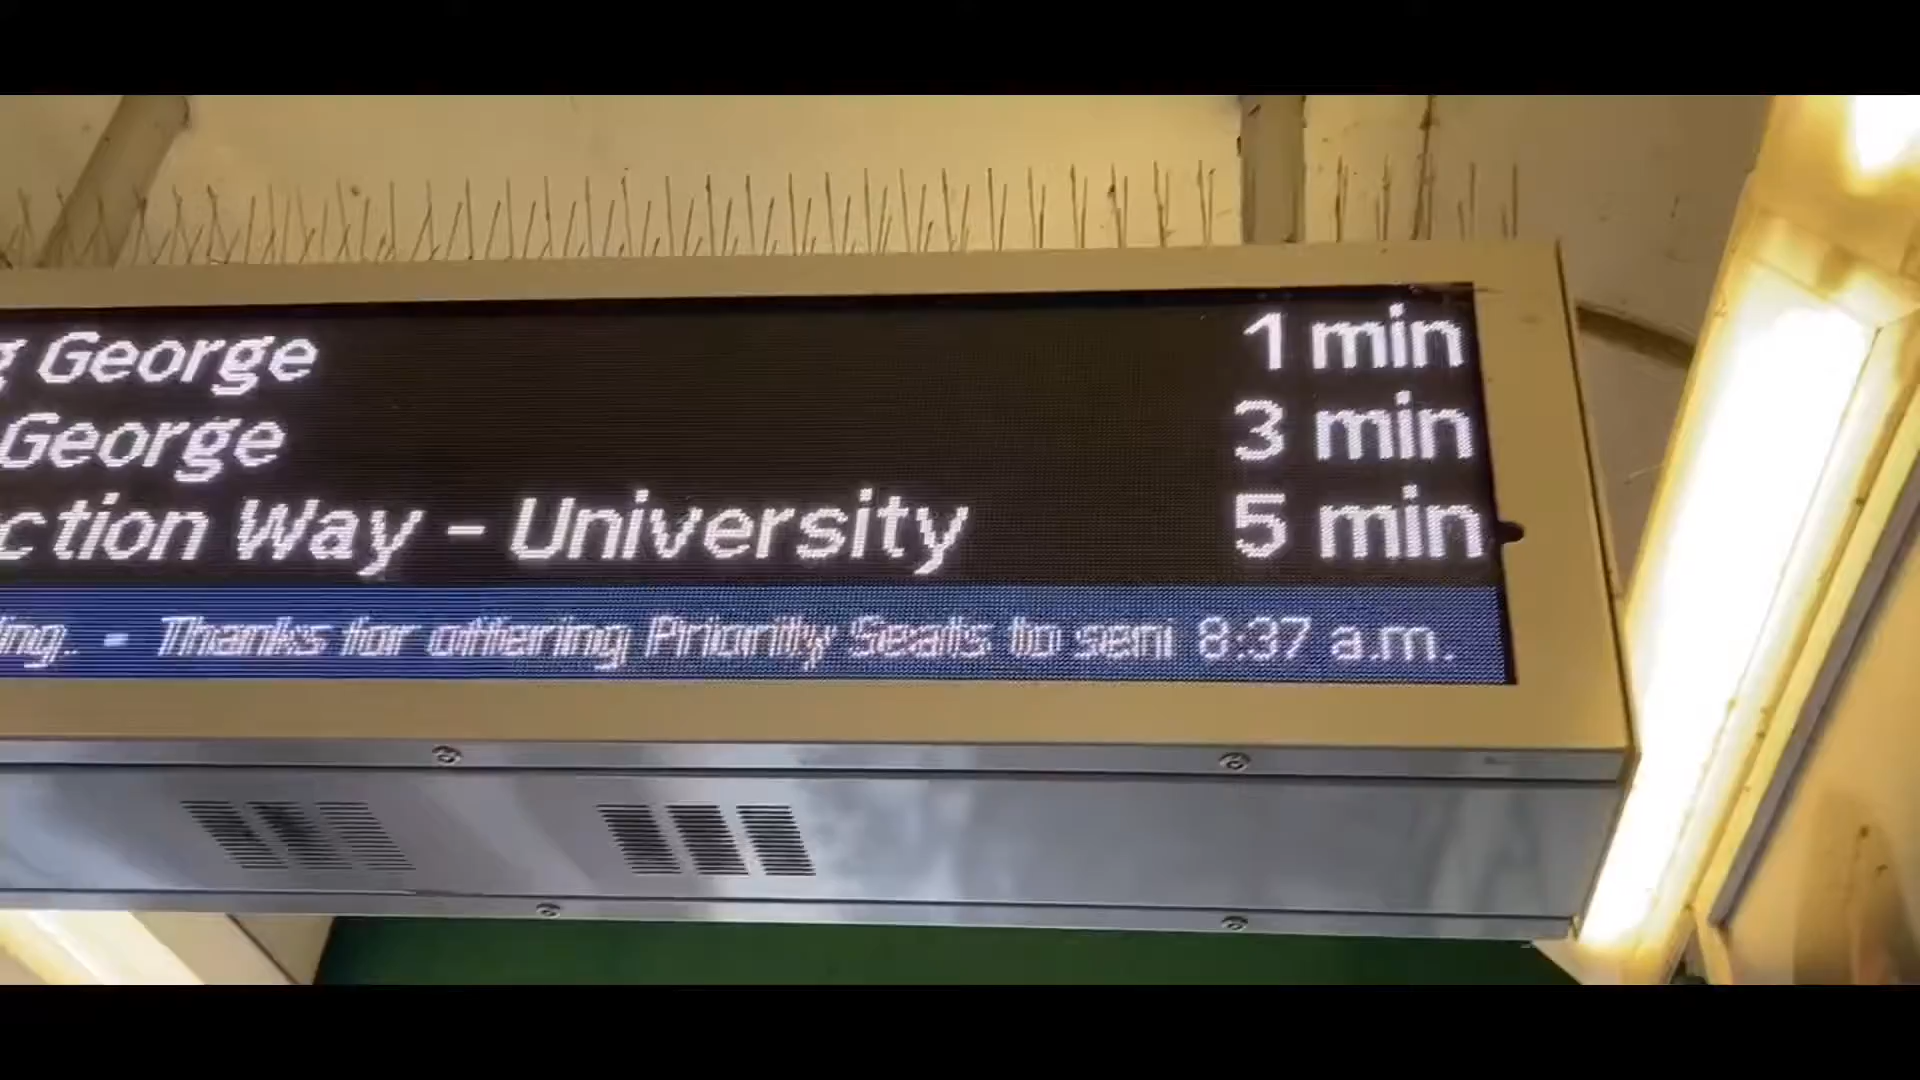 George 1 min
George 3 min
ction Way - University 5 min
ing. - Thanks for offering Priority Seats to seni 8:37 a.m.